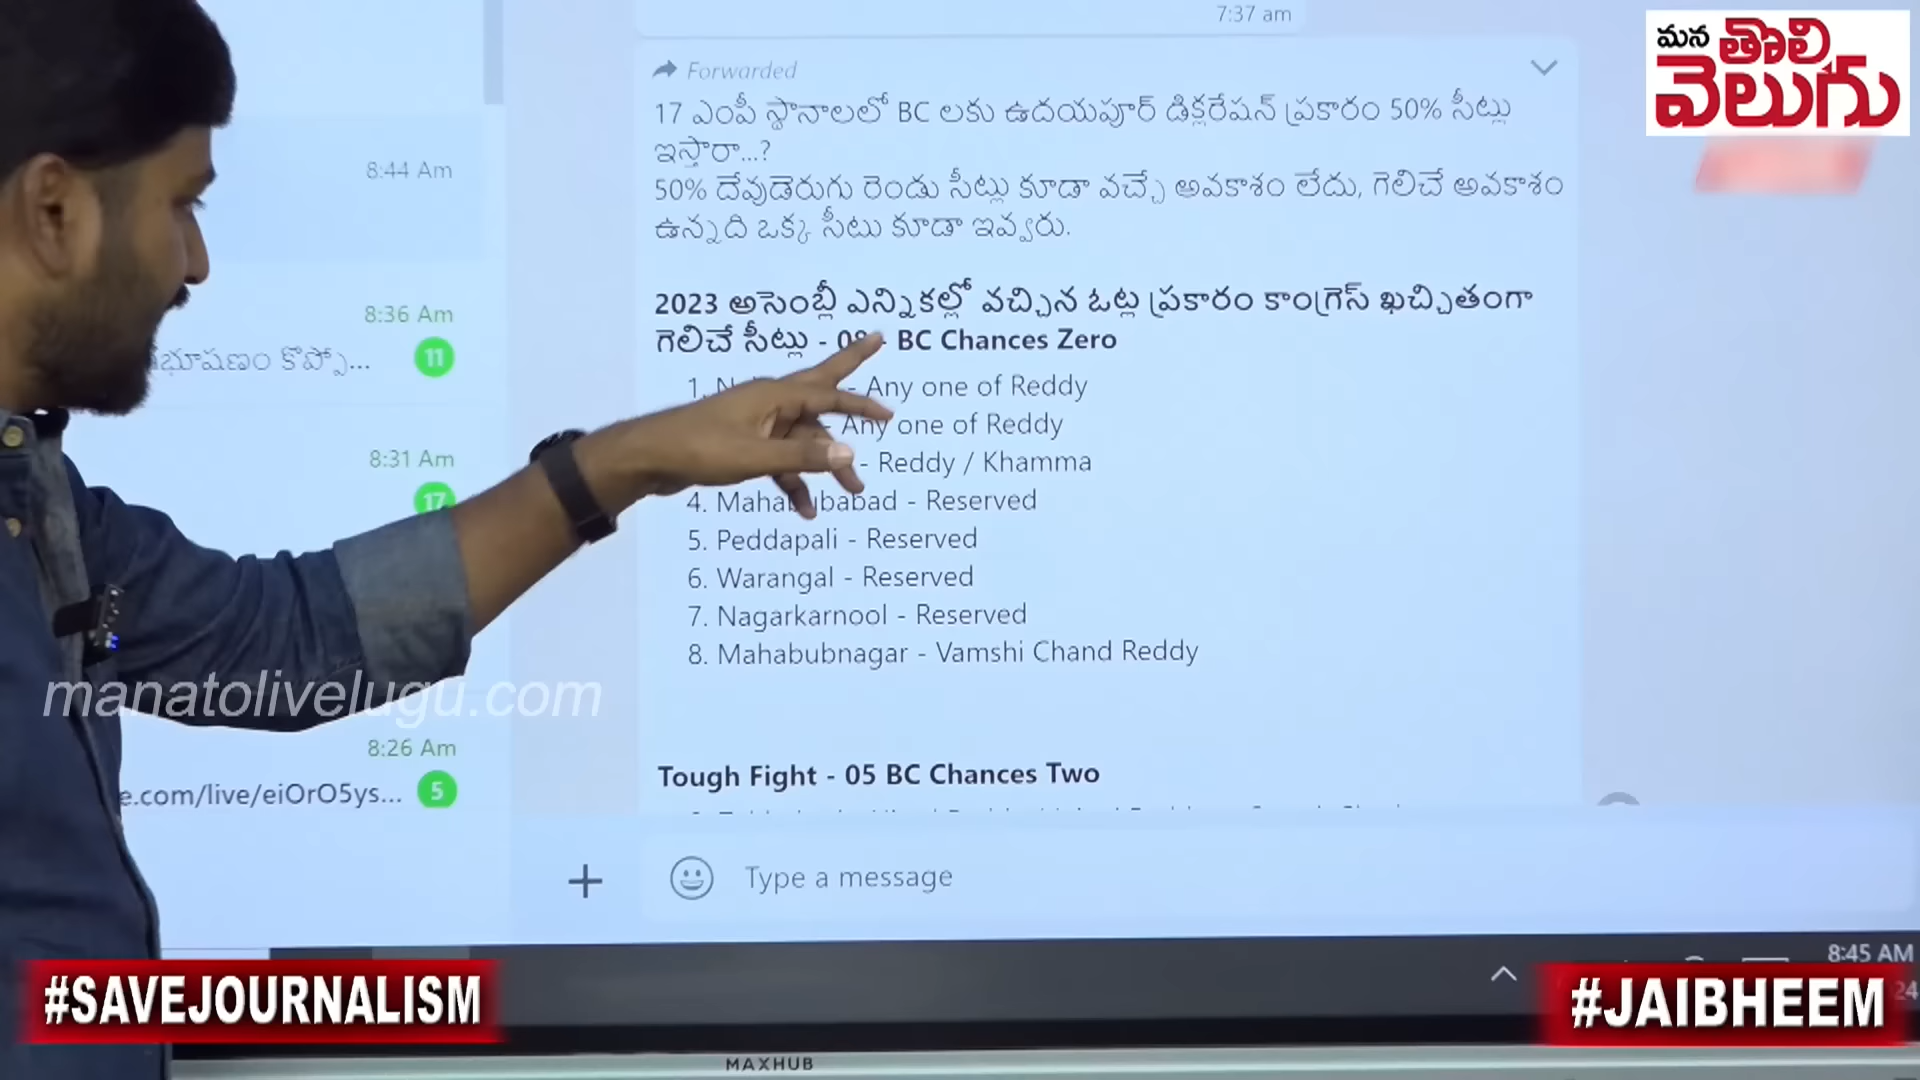 7:37 am
మన
తొలి
వెలుగు
Forwarded
17 ఎంపీ స్థానాలలో BC లకు ఉదయపూర్ డిక్లరేషన్ ప్రకారం 50% సీట్లు
ఇస్తారా...?
50% దేవుడెరుగు రెండు సీట్లు కూడా వచ్చే అవకాశం లేదు, గెలిచే అవకాశం
ఉన్నది ఒక్క సీటు కూడా ఇవ్వరు.
2023 అసెంబ్లీ ఎన్నికల్లో వచ్చిన ఓట్ల ప్రకారం కాంగ్రెస్ ఖచ్చితంగా
గెలిచే సీట్లు - - BC Chances Zero
1. - Any one of Reddy
- Any one of Reddy
- Reddy / Khamma
4. Mahabubabad - Reserved
5. Peddapali - Reserved
6. Warangal - Reserved
7. Nagarkarnool - Reserved
8. Mahabubnagar - Vamshi Chand Reddy
Tough Fight - 05 BC Chances Two
Type a message
8:44 Am
8:36 Am
కొప్పో...
11
8:31 Am
17
manatolivelugu.com
8:26 Am
e.com/live/eiOrO5ys...
5
8:45 AM
24
#SAVEJOURNALISM
#JAIBHEEM
MAXHUB